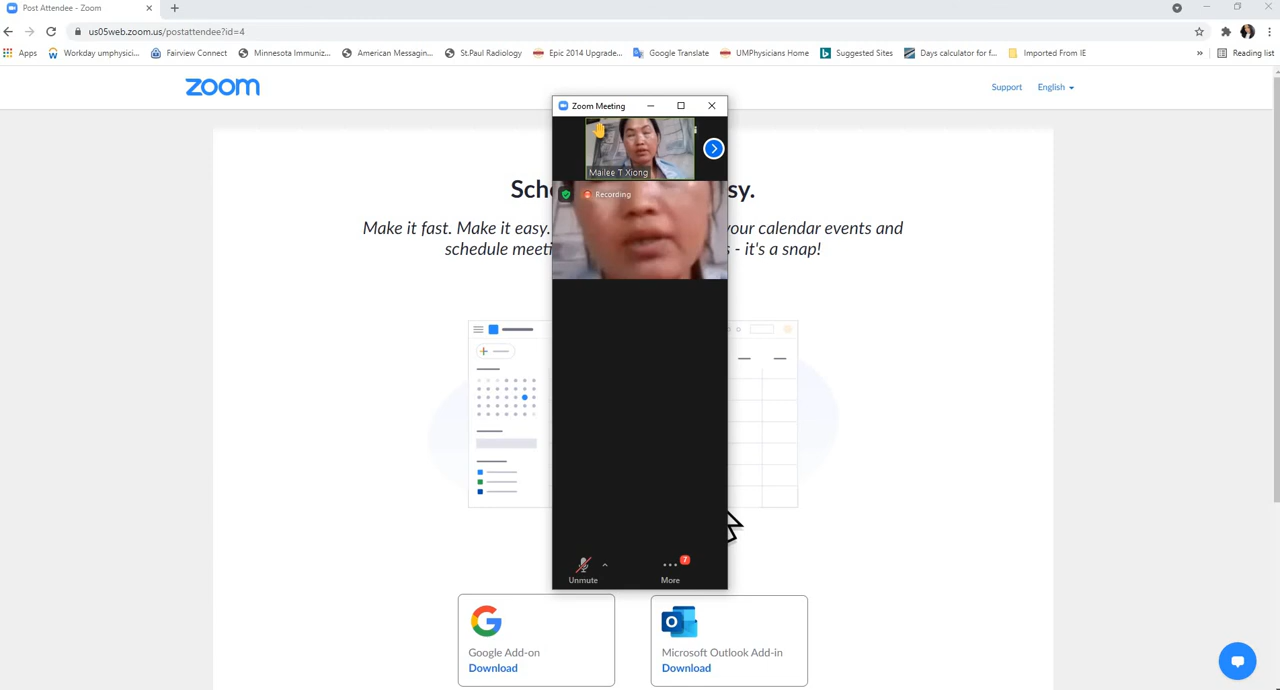 Post Attendee - Zoom
us05web.zoom.us/postattendee?id=4
Apps Workday umphysici... Fairview Connect Minnesota Immuniz... American Messagin... St.Paul Radiology Epic 2014 Upgrade... Google Translate UMPhysicians Home Suggested Sites Days calculator for f... Imported From IE » Reading list
zoom
Support English
Zoom Meeting
Mailee T Xiong
Recording
sy.
Make it fast. Make it easy. your calendar events and
schedule - it's a snap!
Unmute
7
More
Google Add-on
Download
Microsoft Outlook Add-in
Download